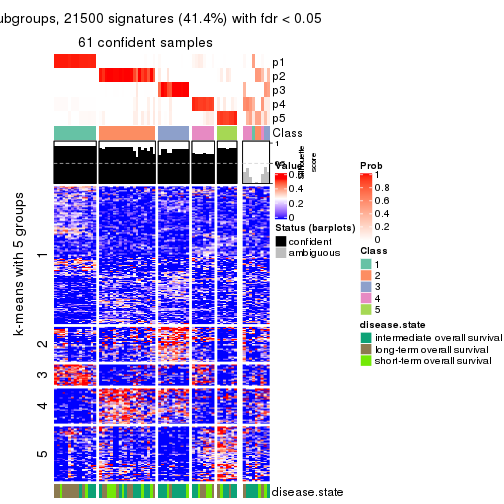 ubgroups, 21500 signatures (41.4%) with fdr < 0.05
61 confident samples
p1
p2
p3
p4
p5
Class
1
0
Silhouette
score
k-means with 5 groups
1
2
3
4
5
disease.state
Value
0.6
0.4
0.2
0
Status (barplots)
confident
ambiguous
Prob
1
0.8
0.6
0.4
0.2
0
Class
1
2
3
4
5
disease.state
intermediate overall survival
long-term overall survival
short-term overall survival